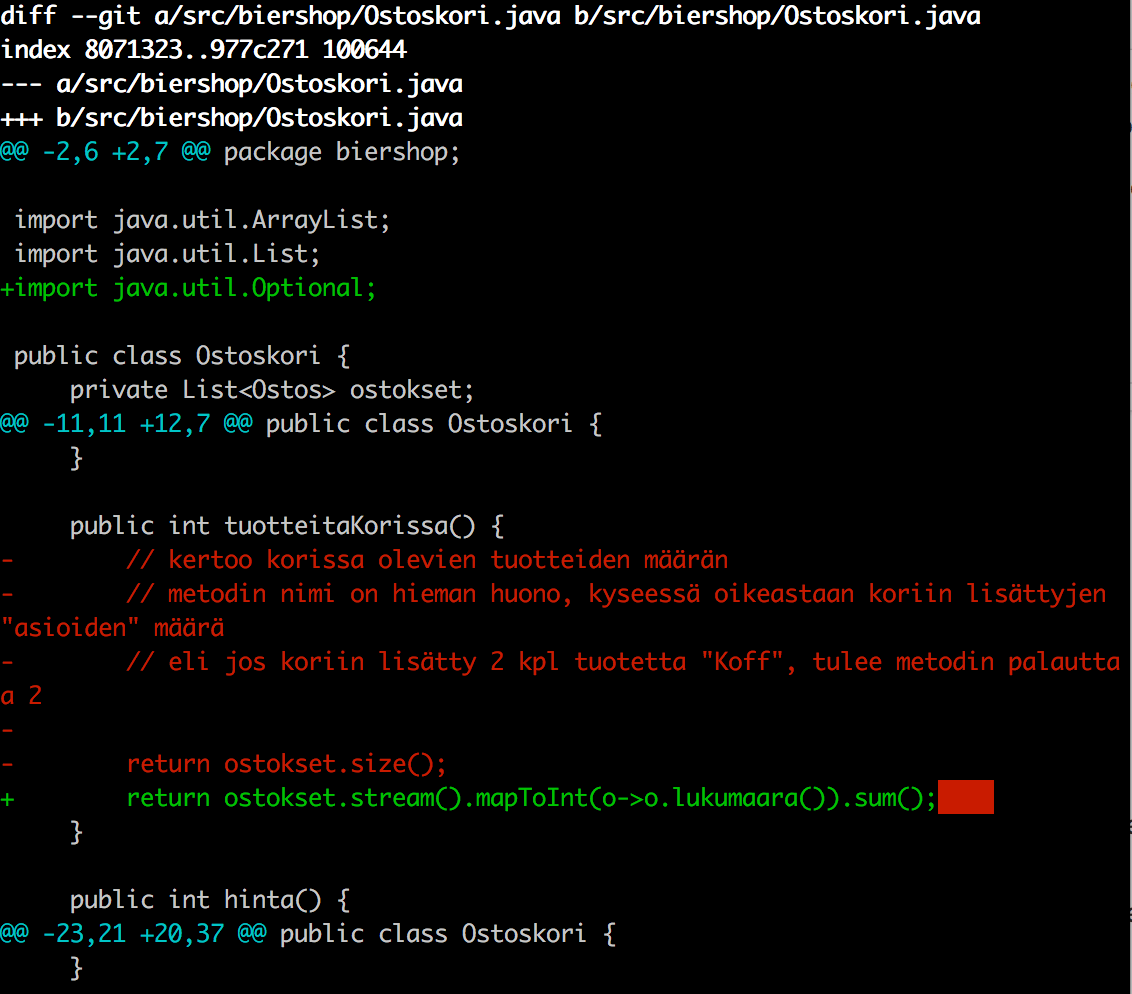 diff --git a/src/biershop/Ostoskori.java b/src/biershop/Ostoskori.java
index 8071323..977c271 100644
--- a/src/biershop/Ostoskori.java
+++ b/src/biershop/Ostoskori.java
@@ -2,6 +2,7 @@ package biershop;
 import java.util.ArrayList;
 import java.util.List;
+import java.util.Optional;
 public class Ostoskori {
     private List<Ostos> ostokset;
@@ -11,11 +12,7 @@ public class Ostoskori {
     }
     public int tuotteitaKorissa() {
-        // kertoo korissa olevien tuotteiden määrän
-        // metodin nimi on hieman huono, kyseessä oikeastaan koriin lisättyjen
"asioiden" määrä
-        // eli jos koriin lisätty 2 kpl tuotetta "Koff", tulee metodin palautta
a 2
-
-        return ostokset.size();
+        return ostokset.stream().mapToInt(o->o.lukumaara()).sum();
     }
     public int hinta() {
@@ -23,21 +20,37 @@ public class Ostoskori {
     }